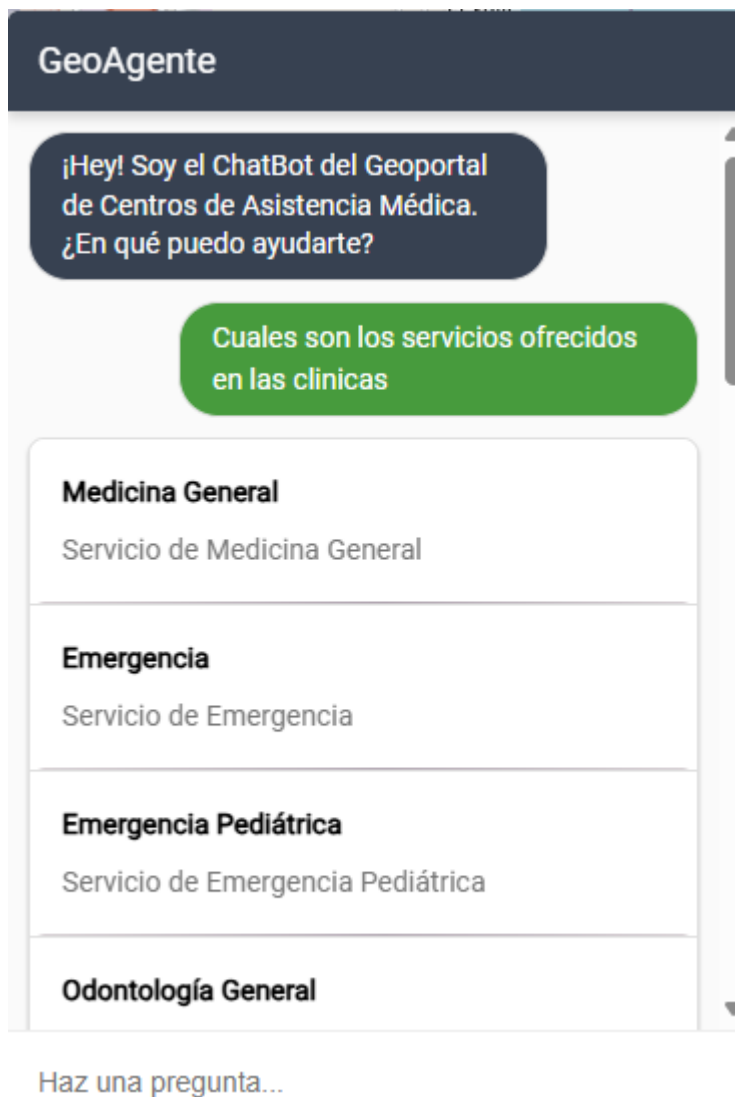 GeoAgente
¡Hey! Soy el ChatBot del Geoportal
de Centros de Asistencia Médica.
¿En qué puedo ayudarte?
Cuales son los servicios ofrecidos
en las clinicas
Medicina General
Servicio de Medicina General
Emergencia
Servicio de Emergencia
Emergencia Pediátrica
Servicio de Emergencia Pediátrica
Odontología General
Haz una pregunta...